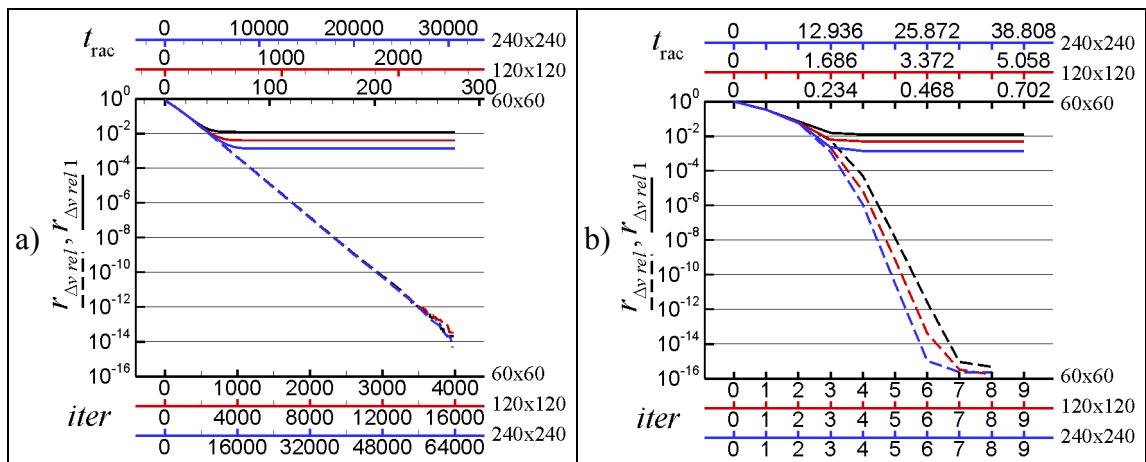 a)
t rac
0 10000 20000 30000
240x240
0 1000 2000
120x120
0 100 200 300
60x60
10^0
10^-2
10^-4
10^-6
10^-8
10^-10
10^-12
10^-14
10^-16
r Δv rel, r Δv rel 1
0 1000 2000 3000 4000
60x60
iter
0 4000 8000 12000 16000
120x120
0 16000 32000 48000 64000
240x240
b)
t rac
0 12.936 25.872 38.808
240x240
0 1.686 3.372 5.058
120x120
0 0.234 0.468 0.702
60x60
10^0
10^-2
10^-4
10^-6
10^-8
10^-10
10^-12
10^-14
10^-16
r Δv rel, r Δv rel 1
0 1 2 3 4 5 6 7 8 9
60x60
iter
0 1 2 3 4 5 6 7 8 9
120x120
0 1 2 3 4 5 6 7 8 9
240x240